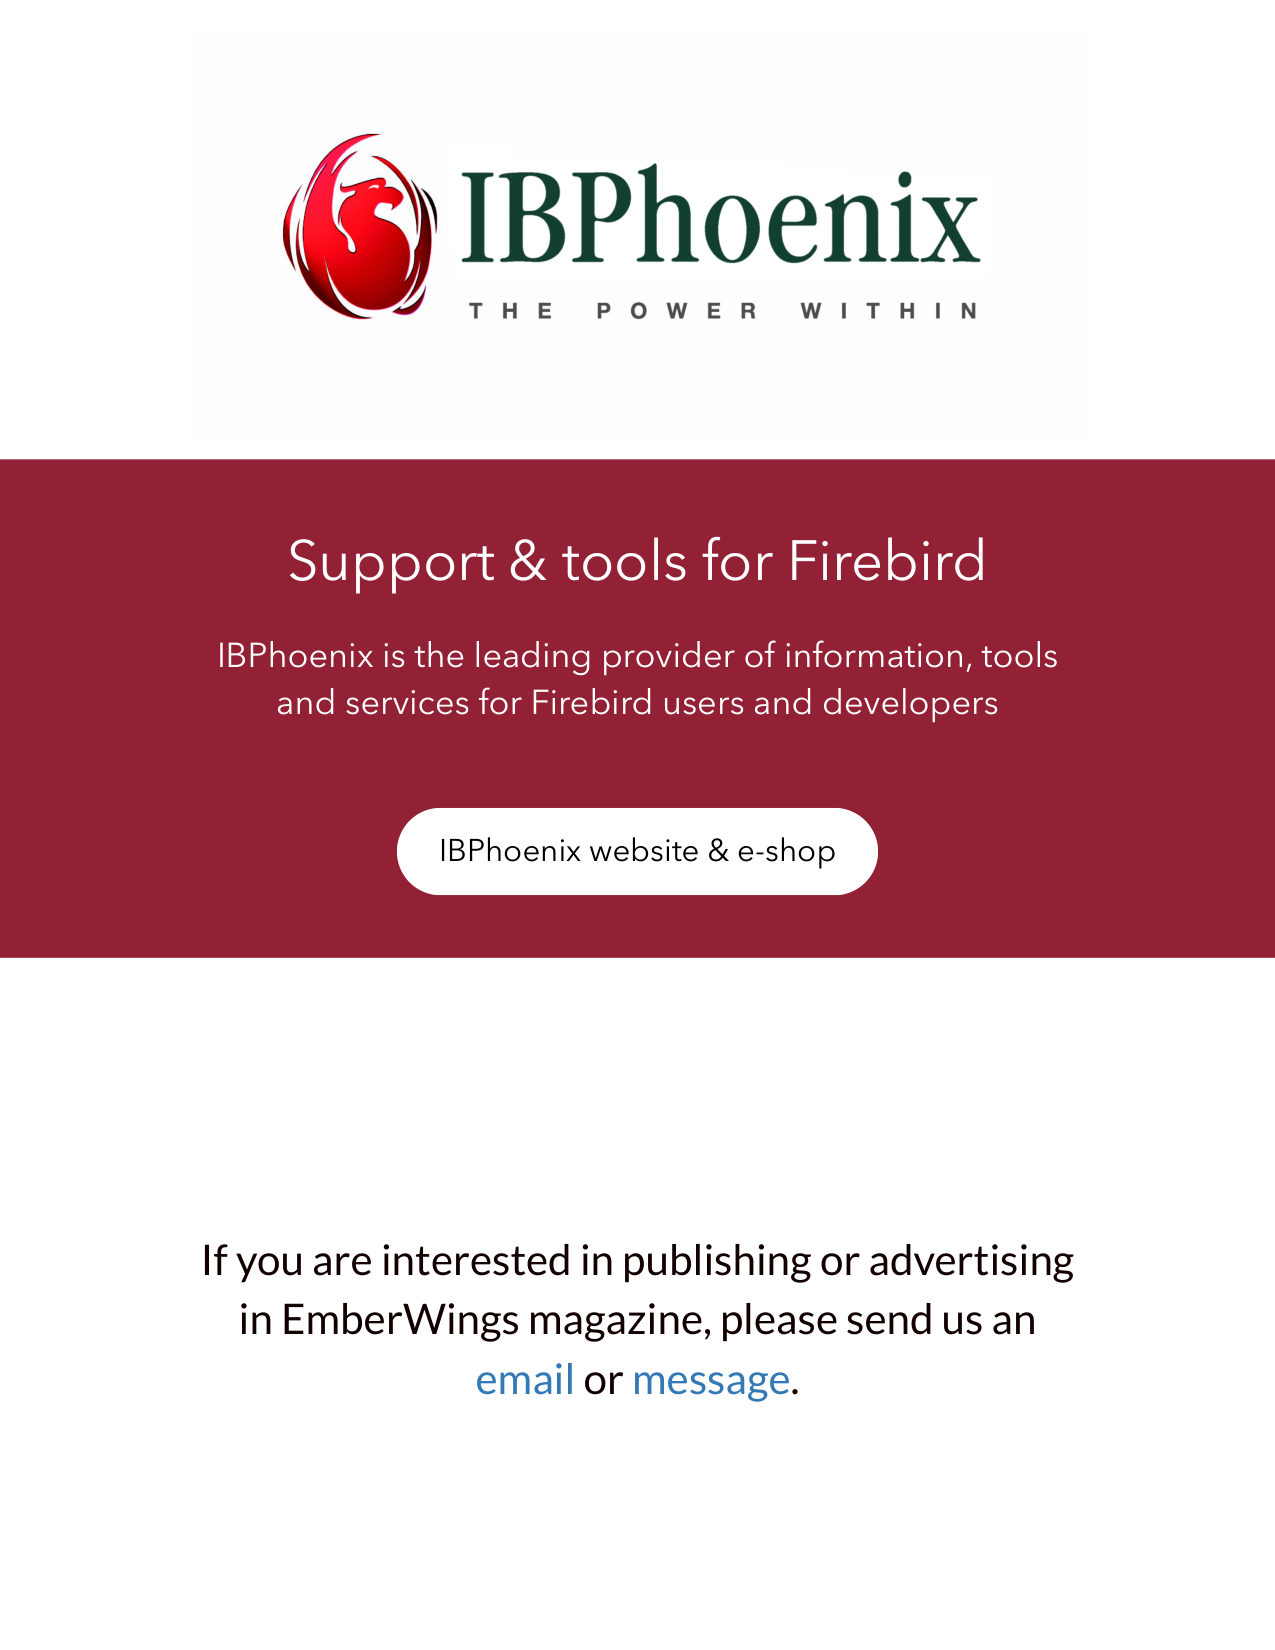 IBPhoenix
THE POWER WITHIN
Support & tools for Firebird
IBPhoenix is the leading provider of information, tools
and services for Firebird users and developers
IBPhoenix website & e-shop
If you are interested in publishing or advertising
in EmberWings magazine, please send us an
email or message.